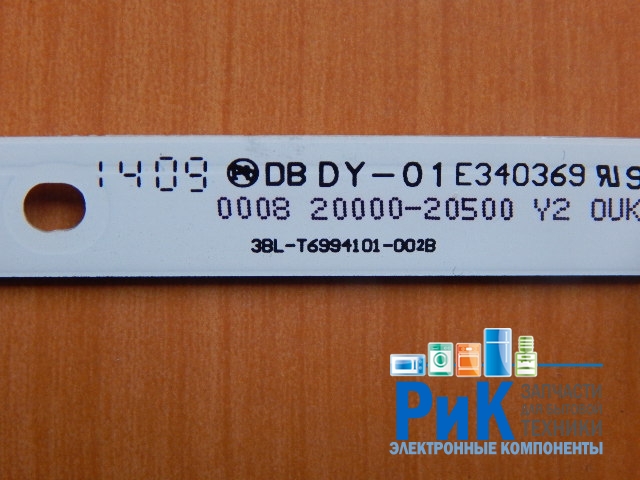 1409 DB DY-01 E340369
0008 20000-20500 Y2 0UK
3BL-T6994101-002B
РиК
ЗАПЧАСТИ
ДЛЯ БЫТОВОЙ
ТЕХНИКИ
ЭЛЕКТРОННЫЕ КОМПОНЕНТЫ